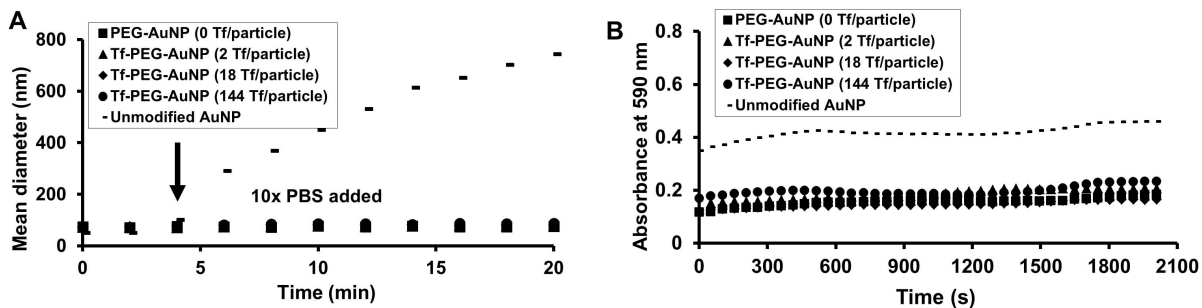 A
Mean diameter (nm)
800
600
400
200
0
PEG-AuNP (0 Tf/particle)
Tf-PEG-AuNP (2 Tf/particle)
Tf-PEG-AuNP (18 Tf/particle)
Tf-PEG-AuNP (144 Tf/particle)
Unmodified AuNP
10x PBS added
0 5 10 15 20
Time (min)
B
Absorbance at 590 nm
0.8
0.6
0.4
0.2
0
PEG-AuNP (0 Tf/particle)
Tf-PEG-AuNP (2 Tf/particle)
Tf-PEG-AuNP (18 Tf/particle)
Tf-PEG-AuNP (144 Tf/particle)
Unmodified AuNP
0 300 600 900 1200 1500 1800 2100
Time (s)